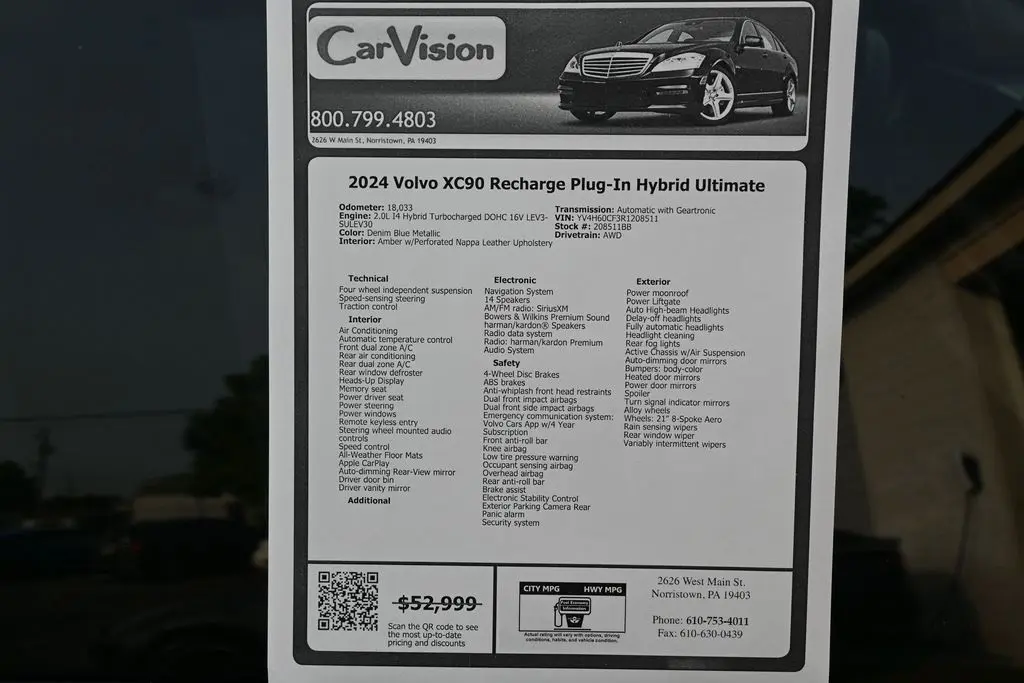 CarVision
800.799.4803
2626 W Main St, Norristown, PA 19403
2024 Volvo XC90 Recharge Plug-In Hybrid Ultimate
Odometer: 18,033
Engine: 2.0L I4 Hybrid Turbocharged DOHC 16V LEV3-
SULEV30
Color: Denim Blue Metallic
Interior: Amber w/Perforated Nappa Leather Upholstery
Transmission: Automatic with Geartronic
VIN: YV4H60CF3R1208511
Stock #: 208511BB
Drivetrain: AWD
Technical
Four wheel independent suspension
Speed-sensing steering
Traction control
Interior
Air Conditioning
Automatic temperature control
Front dual zone A/C
Rear air conditioning
Rear dual zone A/C
Rear window defroster
Heads-Up Display
Memory seat
Power driver seat
Power steering
Power windows
Remote keyless entry
Steering wheel mounted audio
controls
Speed control
All-Weather Floor Mats
Apple CarPlay
Auto-dimming Rear-View mirror
Driver door bin
Driver vanity mirror
Additional
Electronic
Navigation System
14 Speakers
AM/FM radio: SiriusXM
Bowers & Wilkins Premium Sound
harman/kardon® Speakers
Radio data system
Radio: harman/kardon Premium
Audio System
Safety
4-Wheel Disc Brakes
ABS brakes
Anti-whiplash front head restraints
Dual front impact airbags
Dual front side impact airbags
Emergency communication system:
Volvo Cars App w/4 Year
Subscription
Front anti-roll bar
Knee airbag
Low tire pressure warning
Occupant sensing airbag
Overhead airbag
Rear anti-roll bar
Brake assist
Electronic Stability Control
Exterior Parking Camera Rear
Panic alarm
Security system
Exterior
Power moonroof
Power Liftgate
Auto High-beam Headlights
Delay-off headlights
Fully automatic headlights
Headlight cleaning
Rear fog lights
Active Chassis w/Air Suspension
Auto-dimming door mirrors
Bumpers: body-color
Heated door mirrors
Power door mirrors
Spoiler
Turn signal indicator mirrors
Alloy wheels
Wheels: 21" 8-Spoke Aero
Rain sensing wipers
Rear window wiper
Variably intermittent wipers
$52,999
Scan the QR code to see
the most up-to-date
pricing and discounts
CITY MPG HWY MPG
Fuel Economy
Information
Actual rating will vary with options, driving
conditions, habits, and vehicle condition.
2626 West Main St.
Norristown, PA 19403
Phone: 610-753-4011
Fax: 610-630-0439